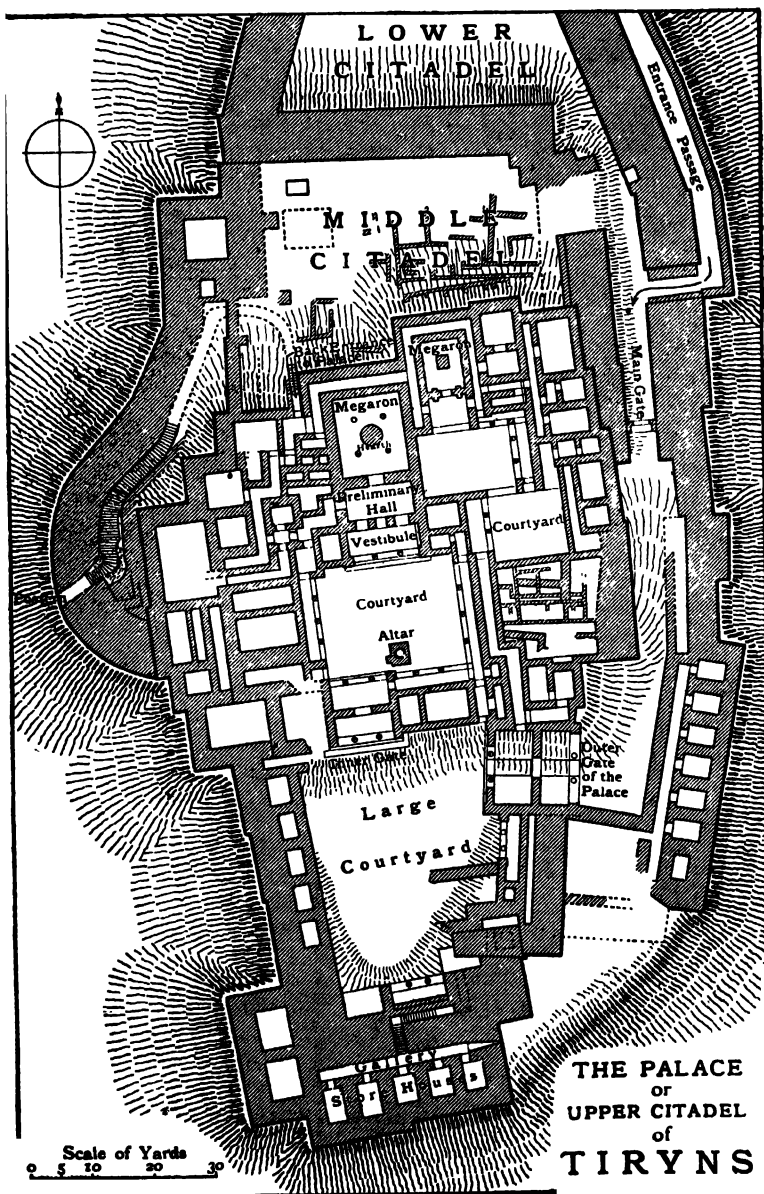 LOWER
CITADEL
Entrance Passage
N
MIDDLE
CITADEL
Megaron
Megaron
Hearth
Main Gate
Preliminary
Hall
Vestibule
Courtyard
Courtyard
Altar
Inner Gate
Outer
Gate
of the
Palace
Large
Courtyard
Gallery
THE PALACE
or
UPPER CITADEL
of
TIRYNS
Scale of Yards
0 5 10 20 30